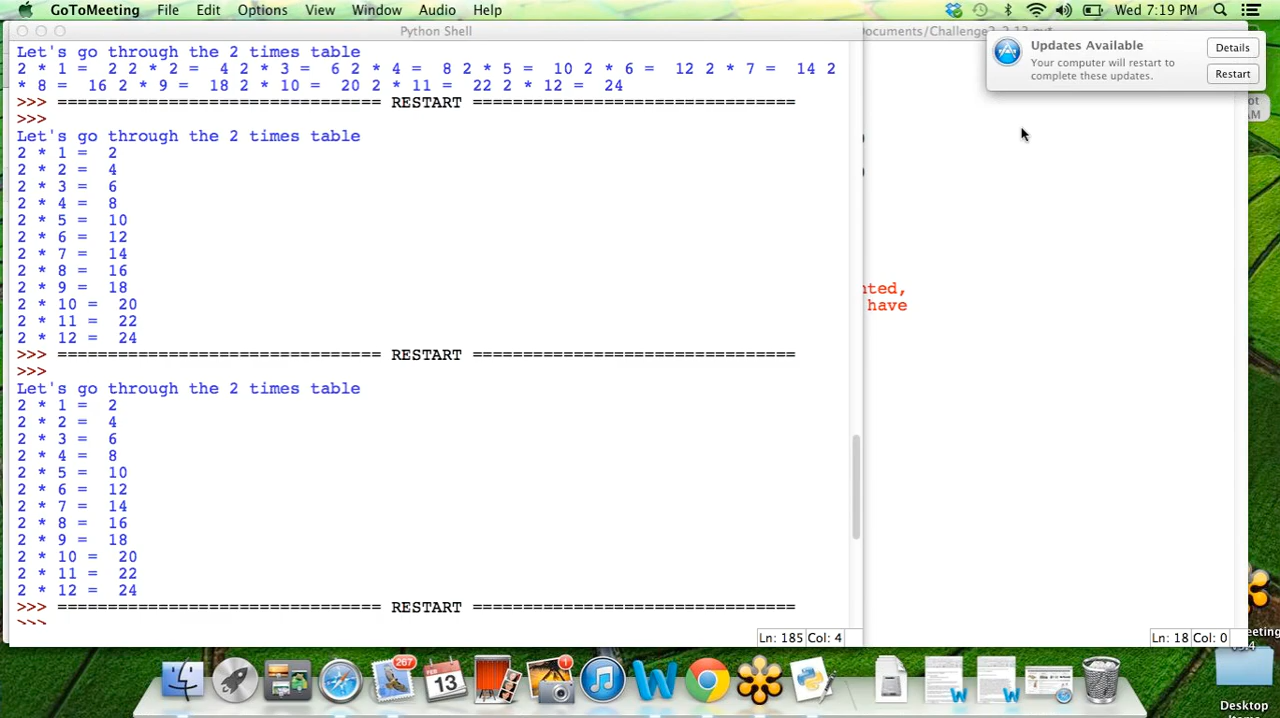 GoToMeeting File Edit Options View Window Audio Help Wed 7:19 PM
Python Shell
Let's go through the 2 times table
2 * 1 =  2 2 * 2 =  4 2 * 3 =  6 2 * 4 =  8 2 * 5 =  10 2 * 6 =  12 2 * 7 =  14 2
* 8 =  16 2 * 9 =  18 2 * 10 =  20 2 * 11 =  22 2 * 12 =  24
>>> ================================ RESTART ================================
>>>
Let's go through the 2 times table
2 * 1 =  2
2 * 2 =  4
2 * 3 =  6
2 * 4 =  8
2 * 5 =  10
2 * 6 =  12
2 * 7 =  14
2 * 8 =  16
2 * 9 =  18
2 * 10 =  20
2 * 11 =  22
2 * 12 =  24
>>> ================================ RESTART ================================
>>>
Let's go through the 2 times table
2 * 1 =  2
2 * 2 =  4
2 * 3 =  6
2 * 4 =  8
2 * 5 =  10
2 * 6 =  12
2 * 7 =  14
2 * 8 =  16
2 * 9 =  18
2 * 10 =  20
2 * 11 =  22
2 * 12 =  24
>>> ================================ RESTART ================================
>>>
Ln: 185 Col: 4
Updates Available
Your computer will restart to
complete these updates.
Details
Restart
AM
nted,
have
Ln: 18 Col: 0
267
13
1
Desktop